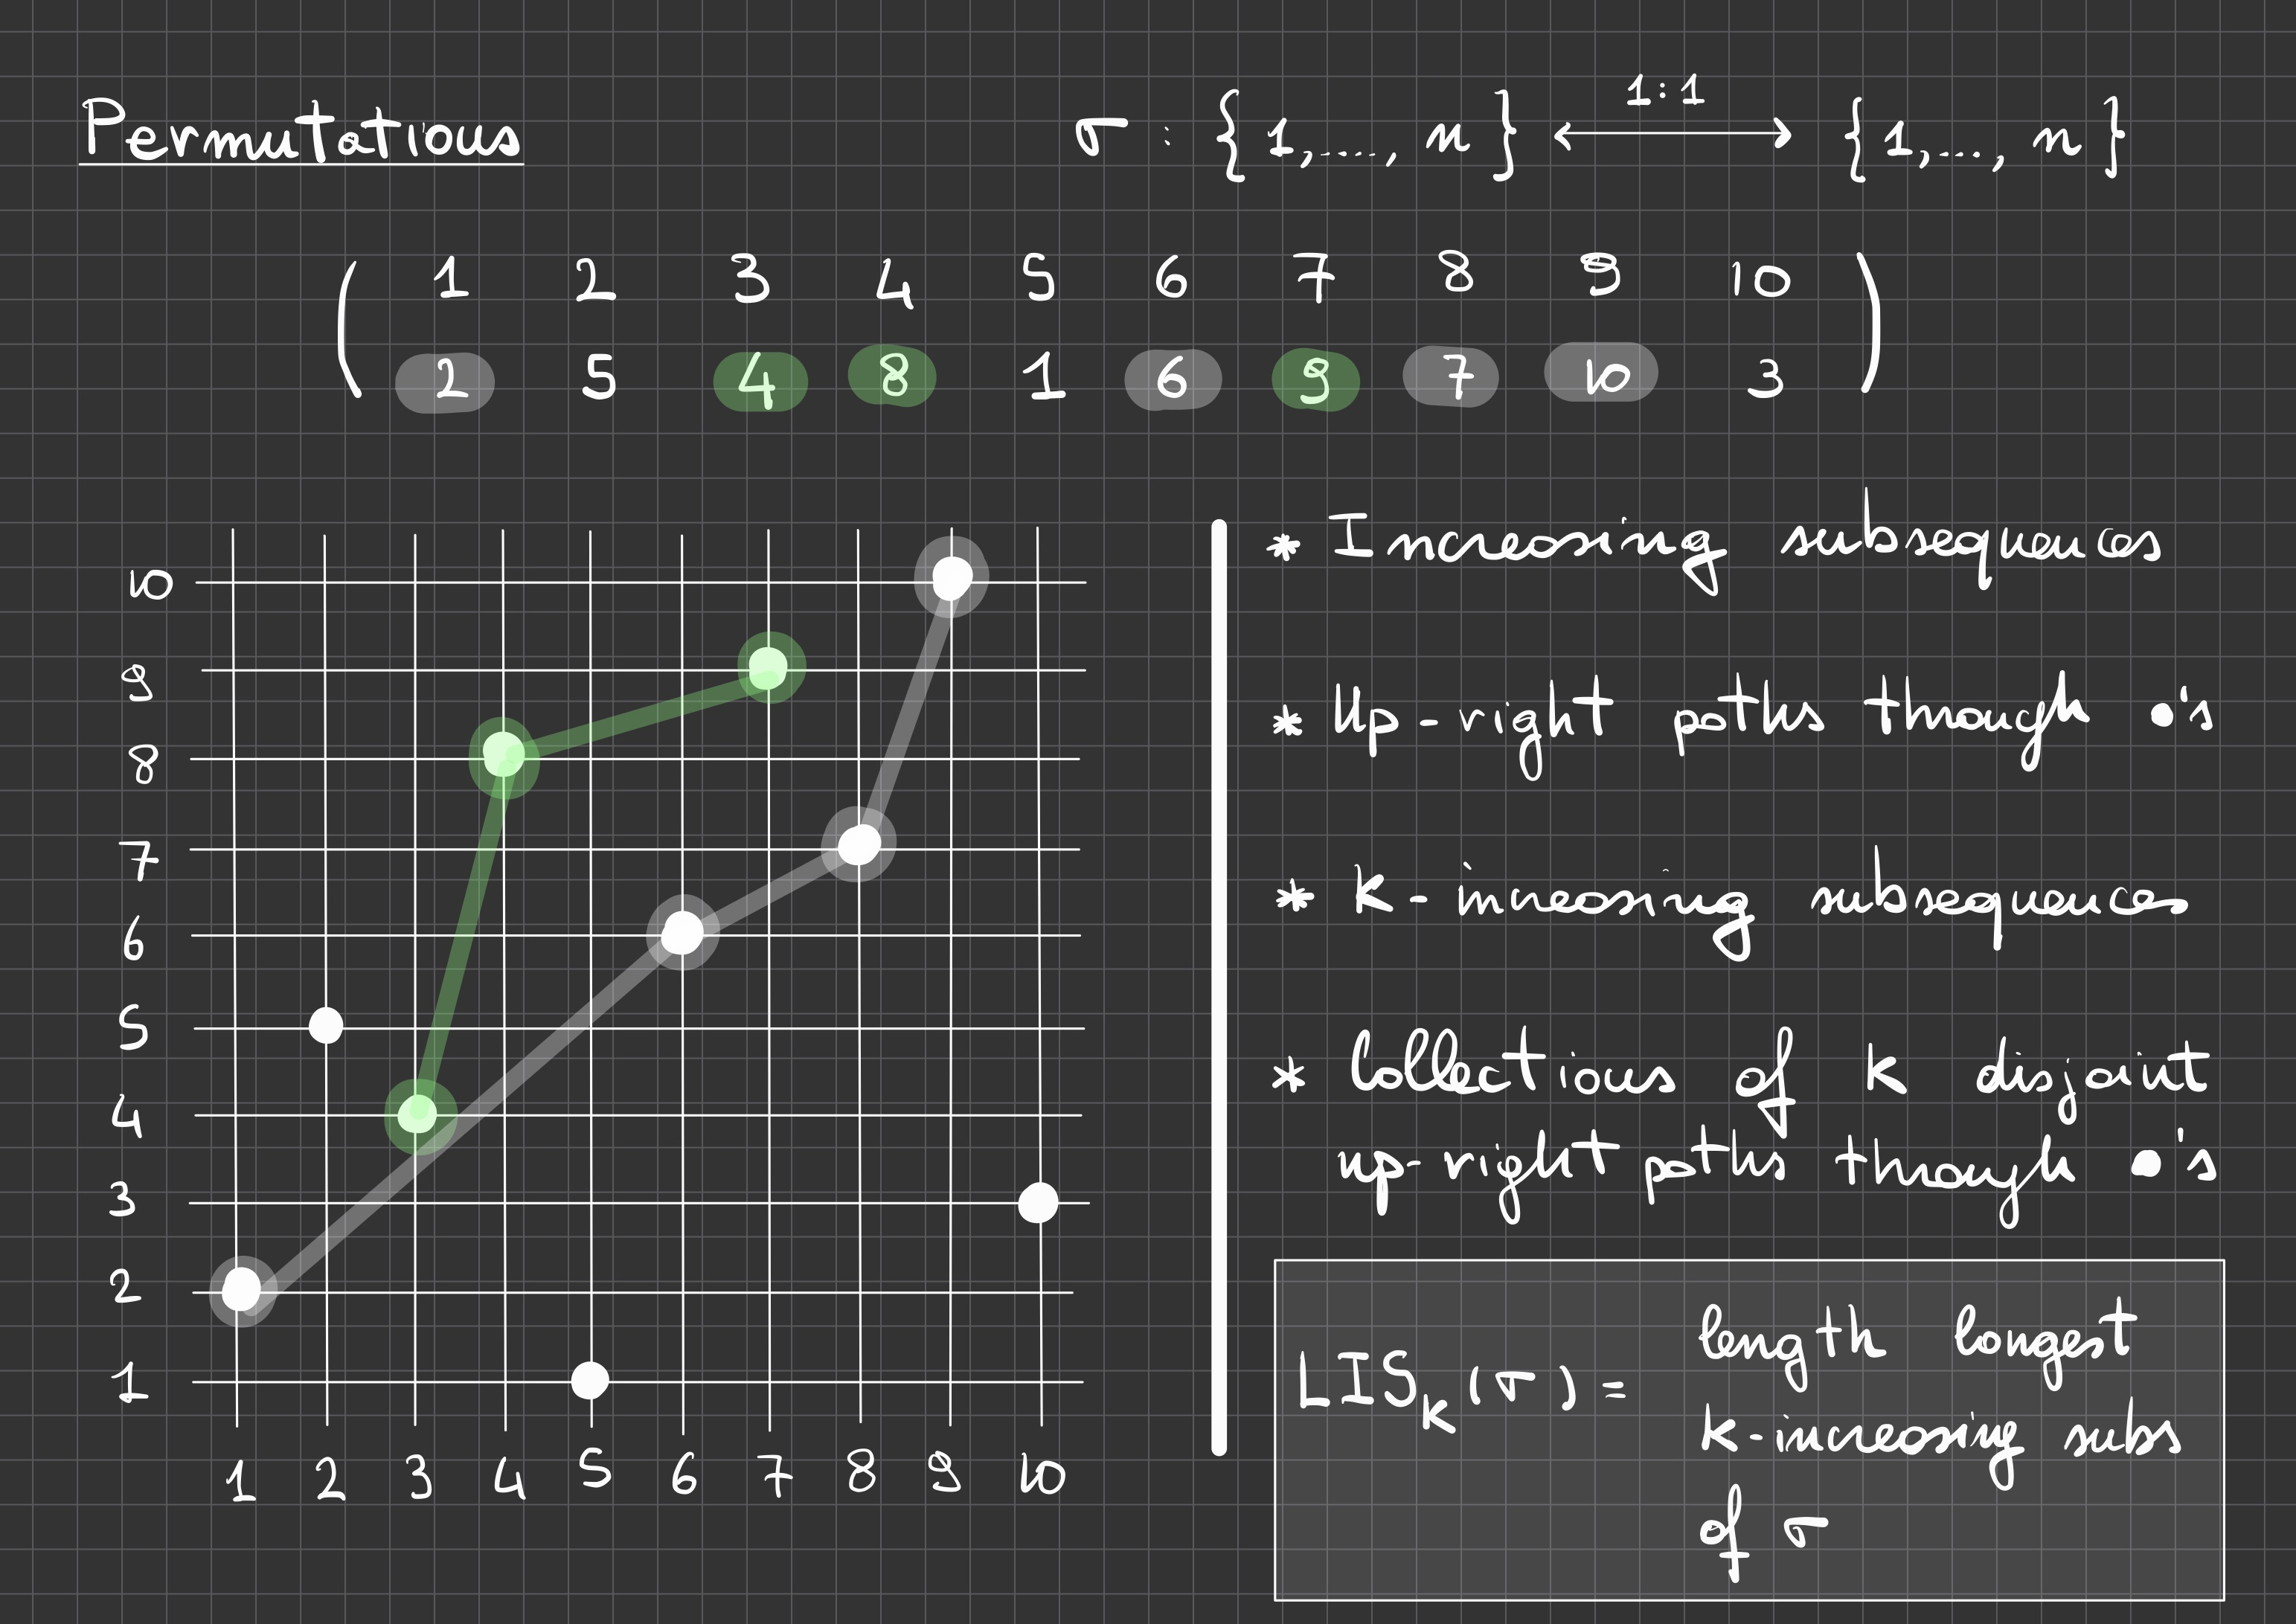 Permutations
σ : {1,...., n} ⟷ {1,..., n}
1:1
1 2 3 4 5 6 7 8 9 10
2 5 4 8 1 6 9 7 10 3
* Increasing subsequences
* Up-right paths through •'s
* K-increasing subsequences
* Collections of K disjoint
up-right paths through •'s
LIS_K (σ) =
length longest
K-increasing subs
of σ
10
9
8
7
6
5
4
3
2
1
1 2 3 4 5 6 7 8 9 10